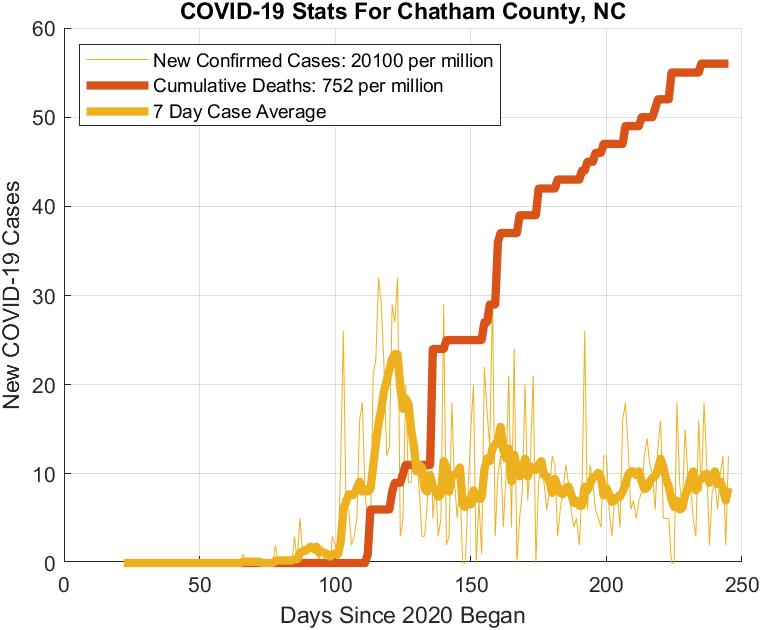 COVID-19 Stats For Chatham County, NC
New Confirmed Cases: 20100 per million
Cumulative Deaths: 752 per million
7 Day Case Average
60
50
40
30
20
10
0
New COVID-19 Cases
0 50 100 150 200 250
Days Since 2020 Began